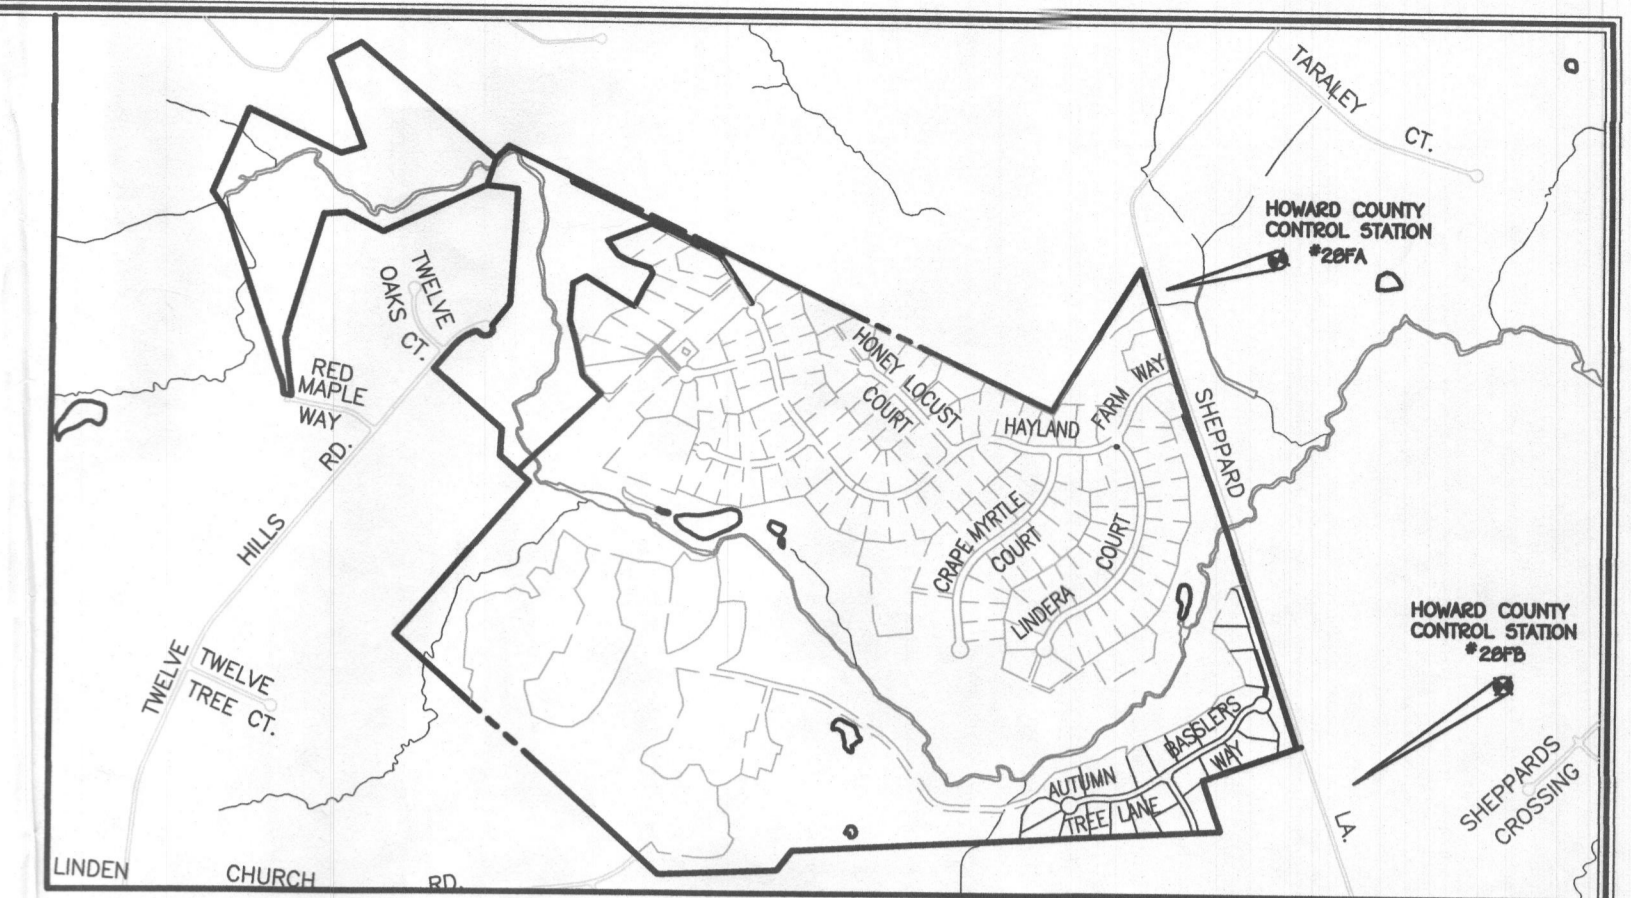 TARALEY
CT.
HOWARD COUNTY
CONTROL STATION
#28FA
TWELVE
OAKS CT.
RED
MAPLE
WAY
HONEY LOCUST
COURT
HAYLAND FARM WAY
SHEPPARD
LA.
TWELVE HILLS RD.
CRAPE MYRTLE
COURT
LINDERA COURT
HOWARD COUNTY
CONTROL STATION
#28FB
TWELVE
TREE CT.
BASSLERS
WAY
AUTUMN
TREE LANE
SHEPPARDS
CROSSING
LINDEN CHURCH RD.